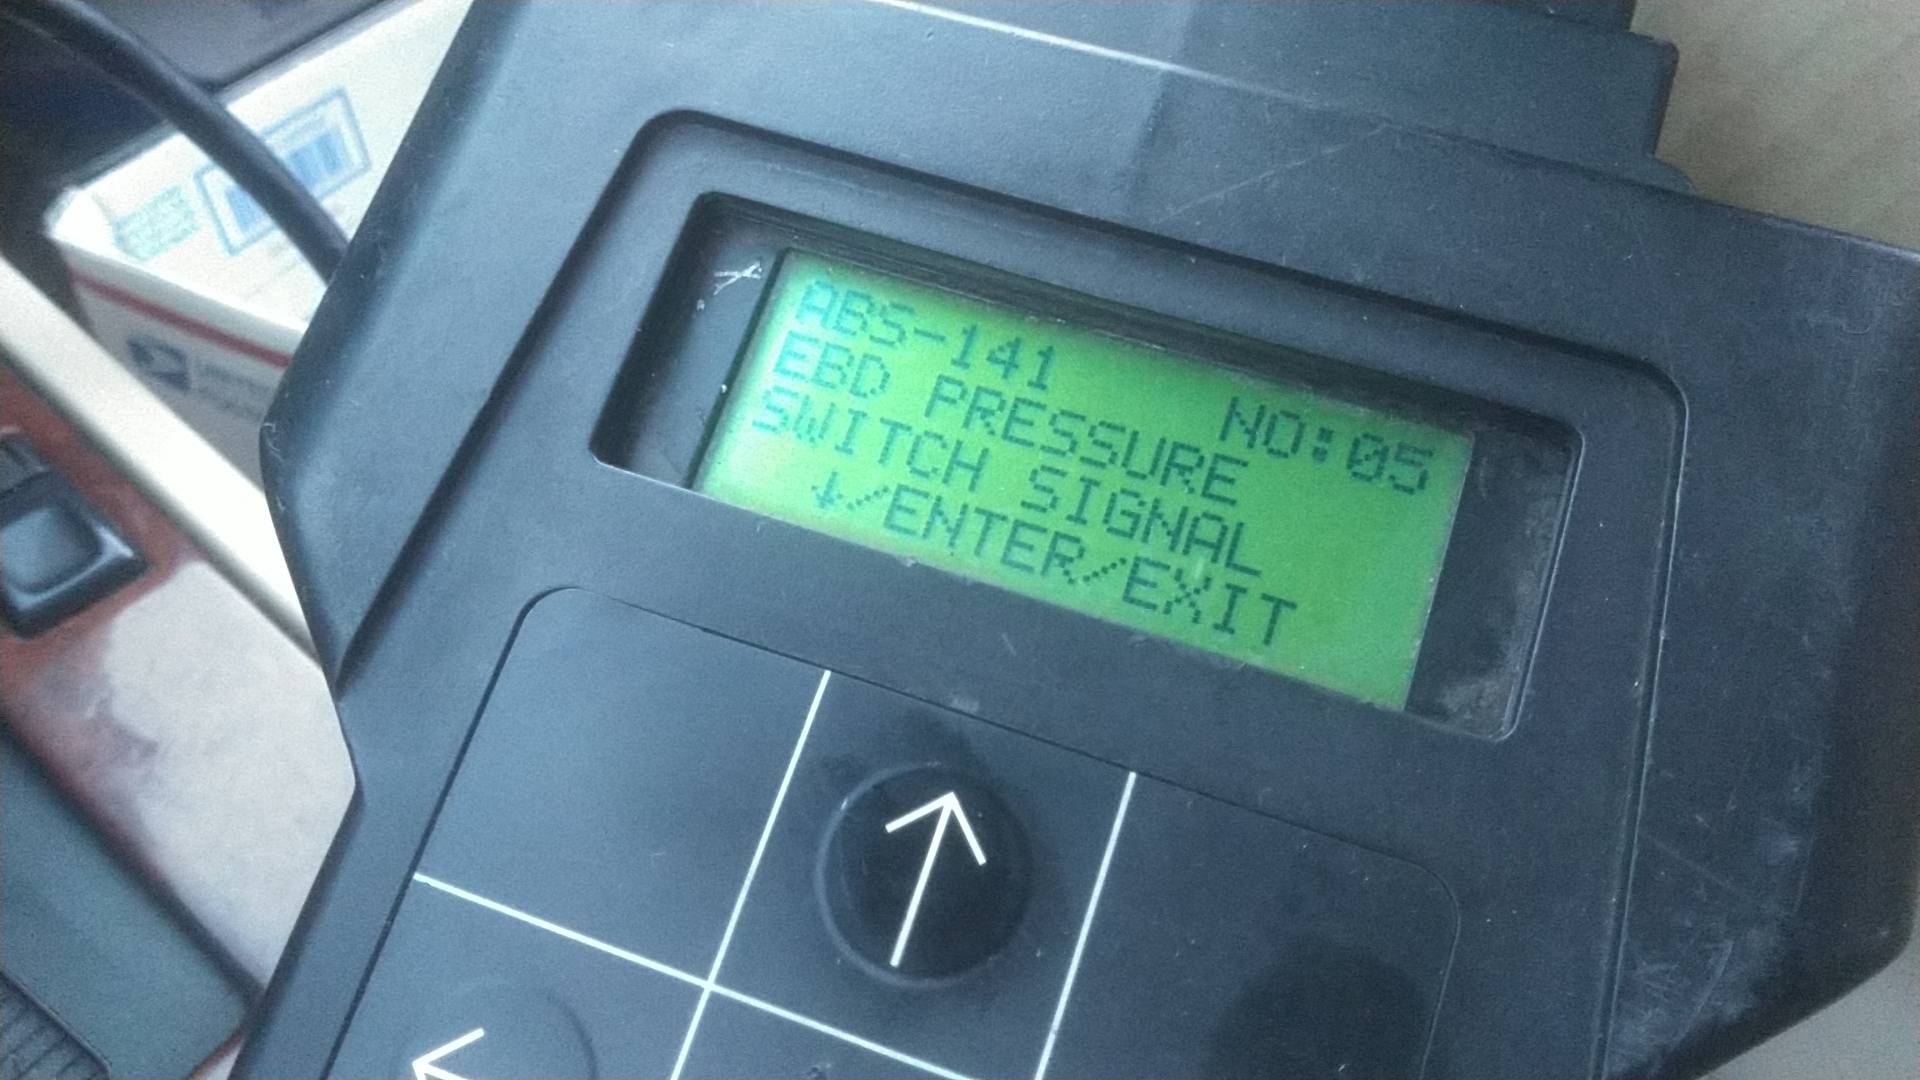 ABS-141 NO:05
EBD PRESSURE
SWITCH SIGNAL
↓/ENTER/EXIT